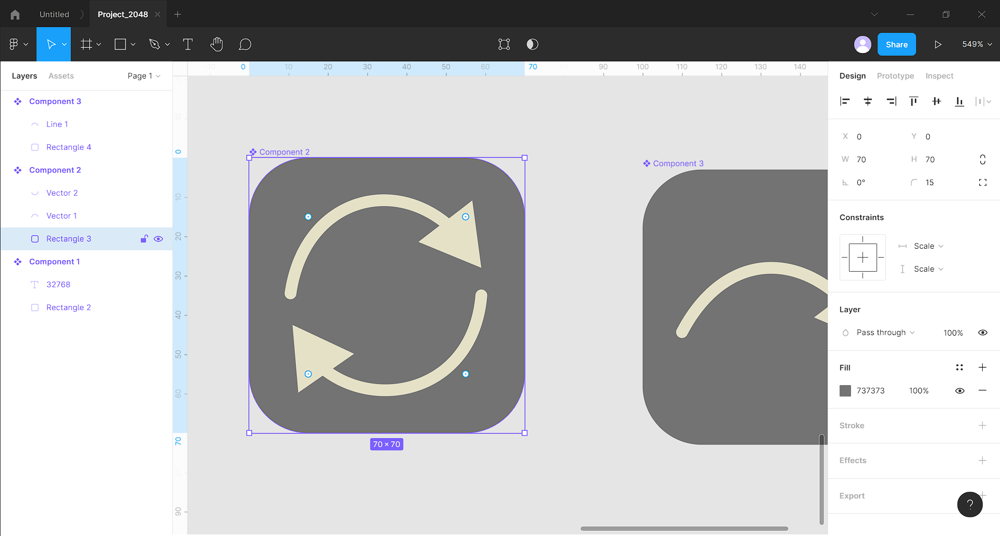 Untitled
Project_2048
Share
549%
Layers
Assets
Page 1
-10
0
10
20
30
40
50
60
70
90
100
110
120
130
140
Design
Prototype
Inspect
Component 3
Line 1
Rectangle 4
Component 2
Vector 2
Vector 1
Rectangle 3
Component 1
32768
Rectangle 2
-10
0
10
20
30
40
50
60
70
90
Component 2
70 × 70
Component 3
X 0
Y 0
W 70
H 70
0°
15
Constraints
Scale
Scale
Layer
Pass through
100%
Fill
737373
100%
Stroke
Effects
Export
?